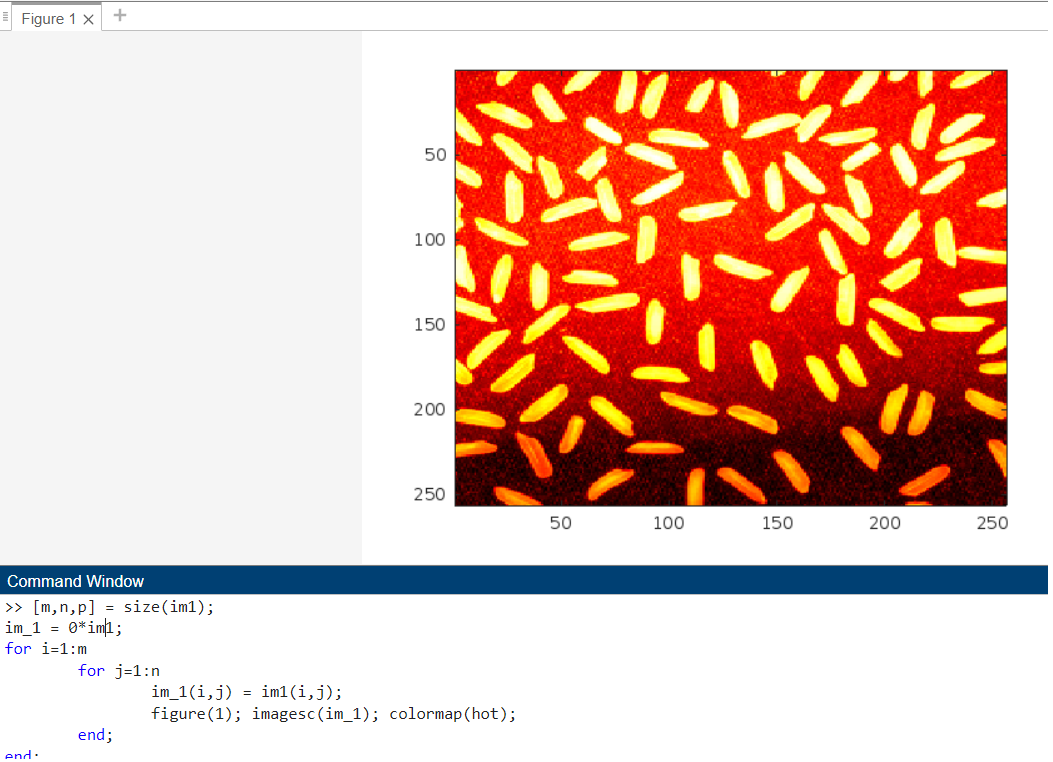 Figure 1 × +
50
100
150
200
250
50 100 150 200 250
Command Window
>> [m,n,p] = size(im1);
im_1 = 0*im1;
for i=1:m
for j=1:n
im_1(i,j) = im1(i,j);
figure(1); imagesc(im_1); colormap(hot);
end;
end;